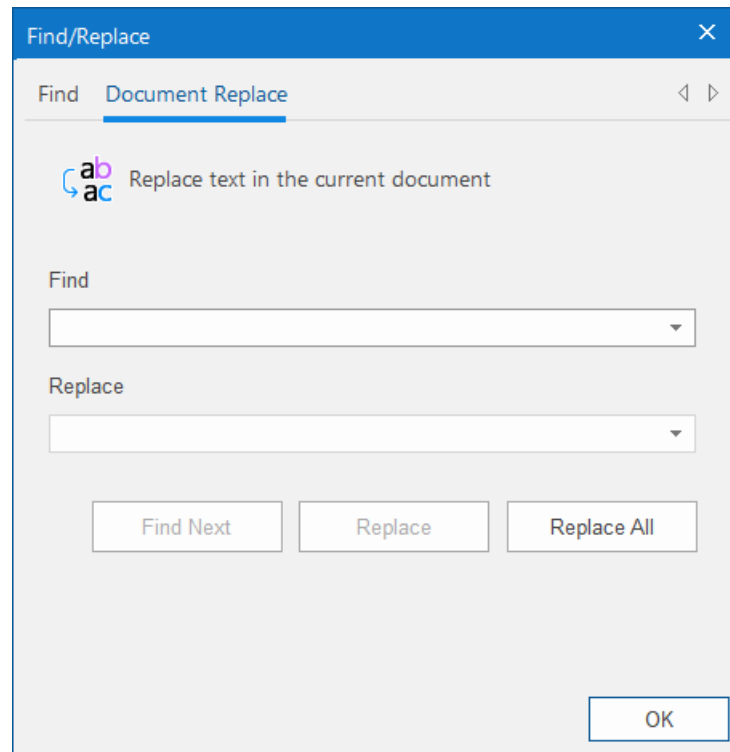 Find/Replace
Find Document Replace
ab
ac
Replace text in the current document
Find
Replace
Find Next Replace Replace All
OK